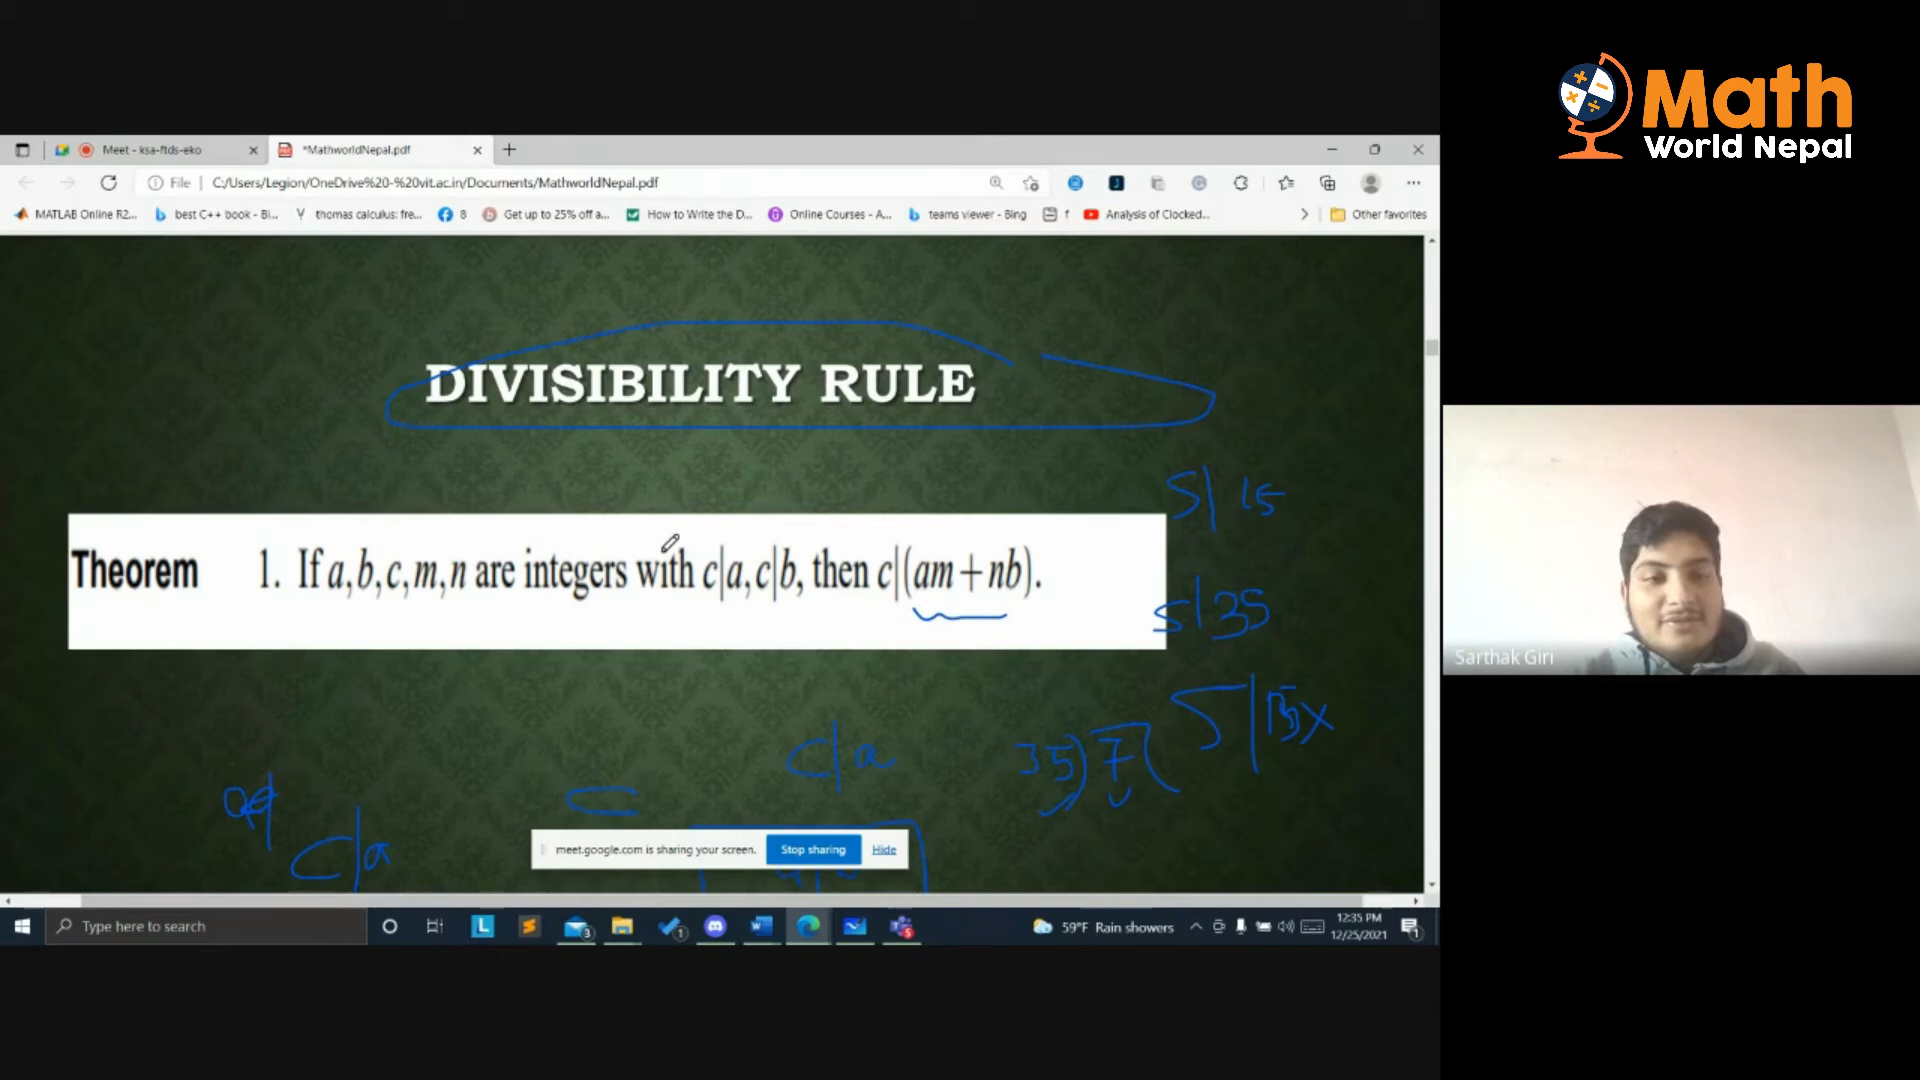 Math
World Nepal
Meet - ksa-ftds-eko
*MathworldNepal.pdf
File
C:/Users/Legion/OneDrive%20-%20vit.ac.in/Documents/MathworldNepal.pdf
MATLAB Online R2...
best C++ book - Bi...
thomas calculus: fre...
8
Get up to 25% off a...
How to Write the D...
Online Courses - A...
teams viewer - Bing
f
Analysis of Clocked...
Other favorites
DIVISIBILITY RULE
5| 15
Theorem 1. If a,b,c,m,n are integers with c|a,c|b, then c|(am+nb).
5|35
Sarthak Giri
c|a
35)7(
c|a
meet.google.com is sharing your screen.
Stop sharing
Hide
Type here to search
59°F Rain showers
12:35 PM
12/25/2021